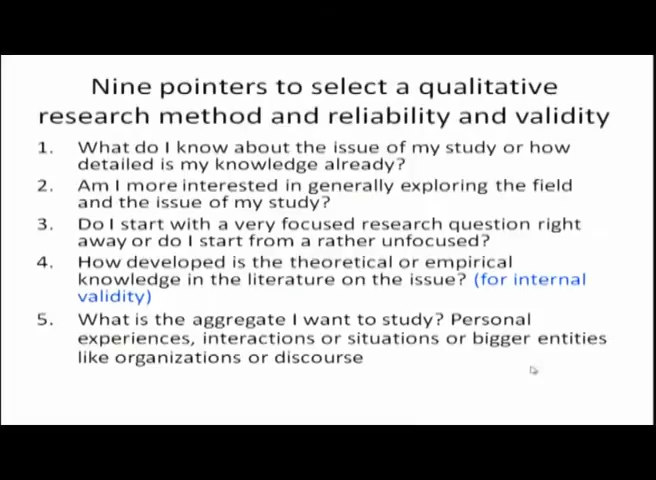 Nine pointers to select a qualitative
research method and reliability and validity
1. What do I know about the issue of my study or how
detailed is my knowledge already?
2. Am I more interested in generally exploring the field
and the issue of my study?
3. Do I start with a very focused research question right
away or do I start from a rather unfocused?
4. How developed is the theoretical or empirical
knowledge in the literature on the issue? (for internal
validity)
5. What is the aggregate I want to study? Personal
experiences, interactions or situations or bigger entities
like organizations or discourse